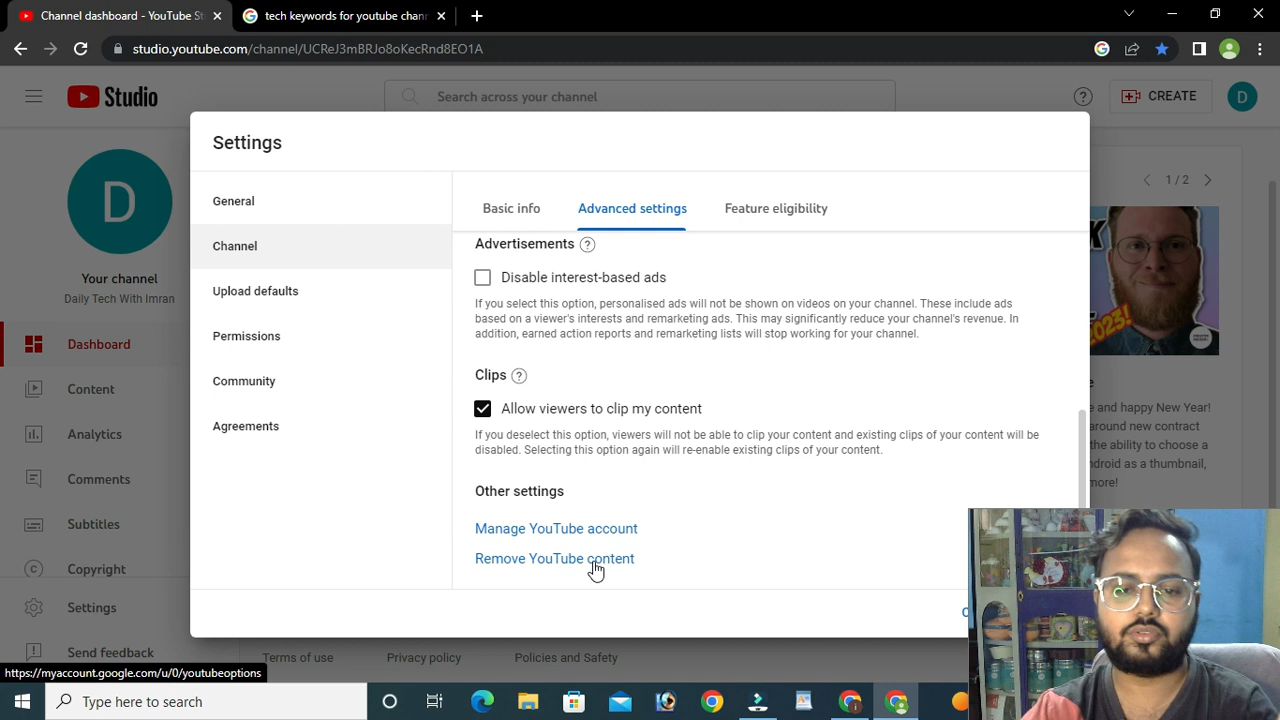 Channel dashboard - YouTube St
tech keywords for youtube chann
studio.youtube.com/channel/UCReJ3mBRJo8oKecRnd8EO1A
Studio
Search across your channel
CREATE
D
Settings
General
Channel
Upload defaults
Permissions
Community
Agreements
Basic info
Advanced settings
Feature eligibility
Advertisements
Disable interest-based ads
If you select this option, personalised ads will not be shown on videos on your channel. These include ads
based on a viewer's interests and remarketing ads. This may significantly reduce your channel's revenue. In
addition, earned action reports and remarketing lists will stop working for your channel.
Clips
Allow viewers to clip my content
If you deselect this option, viewers will not be able to clip your content and existing clips of your content will be
disabled. Selecting this option again will re-enable existing clips of your content.
Other settings
Manage YouTube account
Remove YouTube content
D
Your channel
Daily Tech With Imran
Dashboard
Content
Analytics
Comments
Subtitles
Copyright
Settings
Send feedback
1 / 2
2023!
e and happy New Year!
around new contract
the ability to choose a
ndroid as a thumbnail,
more!
Terms of use
Privacy policy
Policies and Safety
https://myaccount.google.com/u/0/youtubeoptions
Type here to search